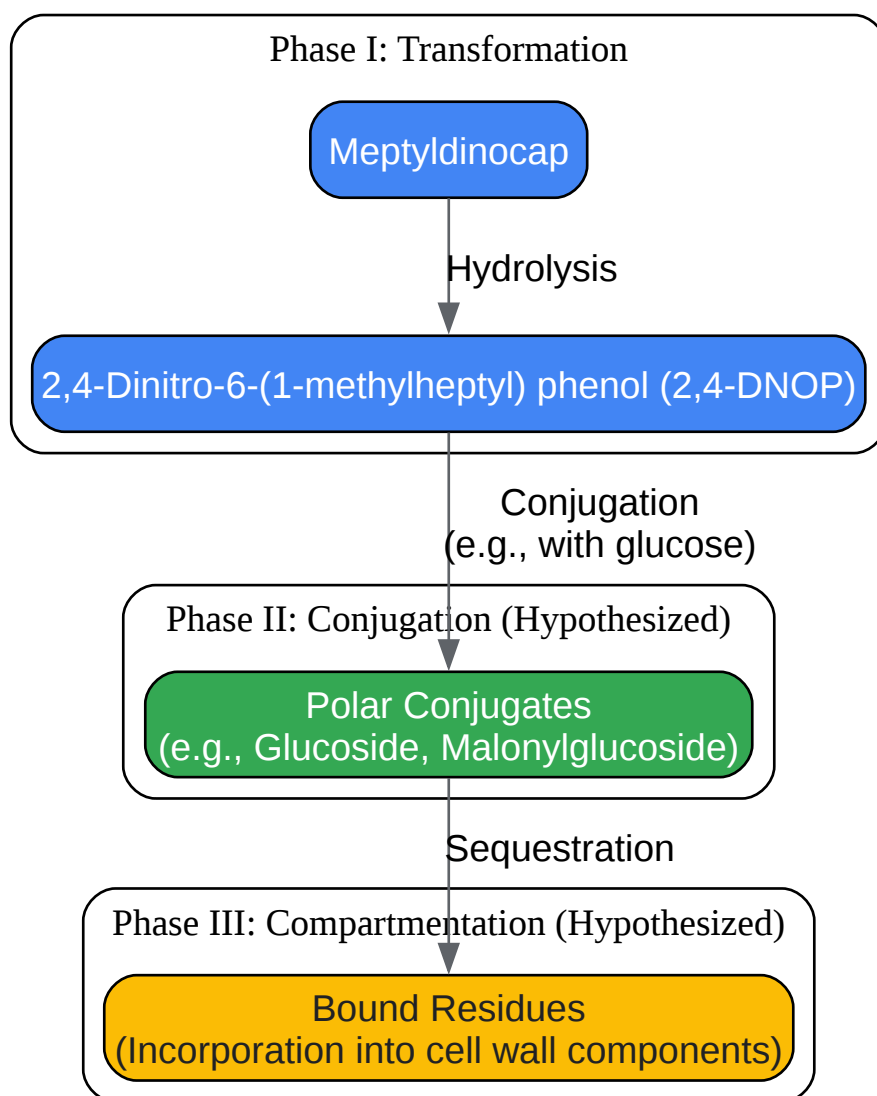 Phase I: Transformation
Meptyldinocap
Hydrolysis
2,4-Dinitro-6-(1-methylheptyl) phenol (2,4-DNOP)
Conjugation
(e.g., with glucose)
Phase II: Conjugation (Hypothesized)
Polar Conjugates
(e.g., Glucoside, Malonylglucoside)
Sequestration
Phase III: Compartmentation (Hypothesized)
Bound Residues
(Incorporation into cell wall components)